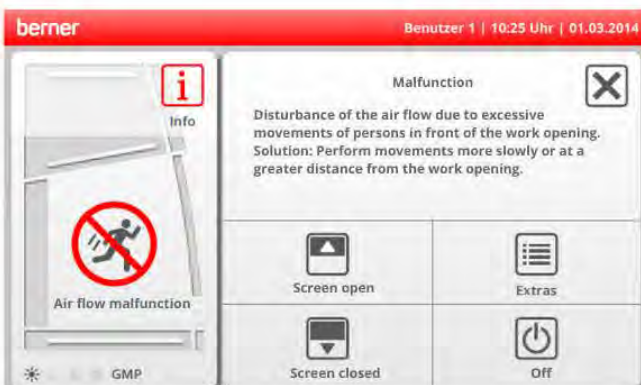 berner
Benutzer 1 | 10:25 Uhr | 01.03.2014
i
Info
Air flow malfunction
GMP
Malfunction
Disturbance of the air flow due to excessive
movements of persons in front of the work opening.
Solution: Perform movements more slowly or at a
greater distance from the work opening.
Screen open
Extras
Screen closed
Off